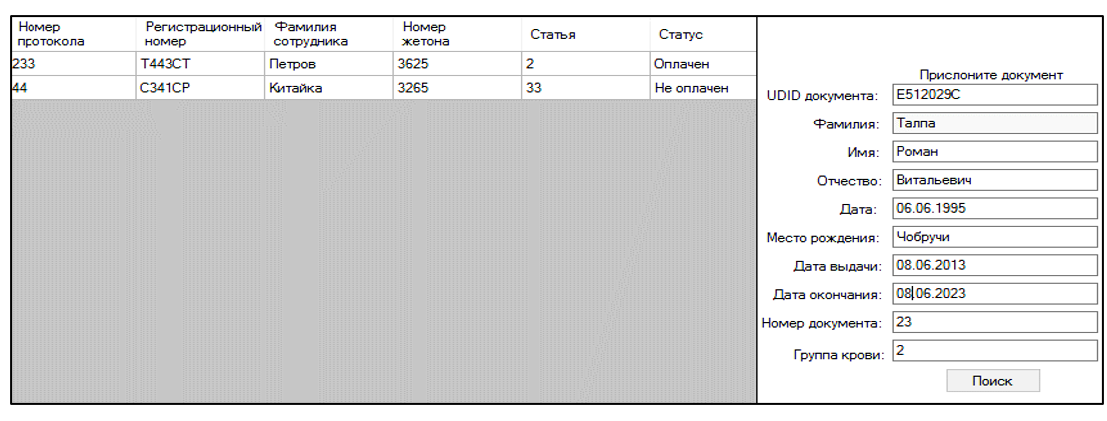 Номер протокола Регистрационный номер Фамилия сотрудника Номер жетона Статья Статус
233 Т443СТ Петров 3625 2 Оплачен
44 С341СР Китайка 3265 33 Не оплачен
Прислоните документ
UDID документа: E512029C
Фамилия: Талпа
Имя: Роман
Отчество: Витальевич
Дата: 06.06.1995
Место рождения: Чобручи
Дата выдачи: 08.06.2013
Дата окончания: 08.06.2023
Номер документа: 23
Группа крови: 2
Поиск